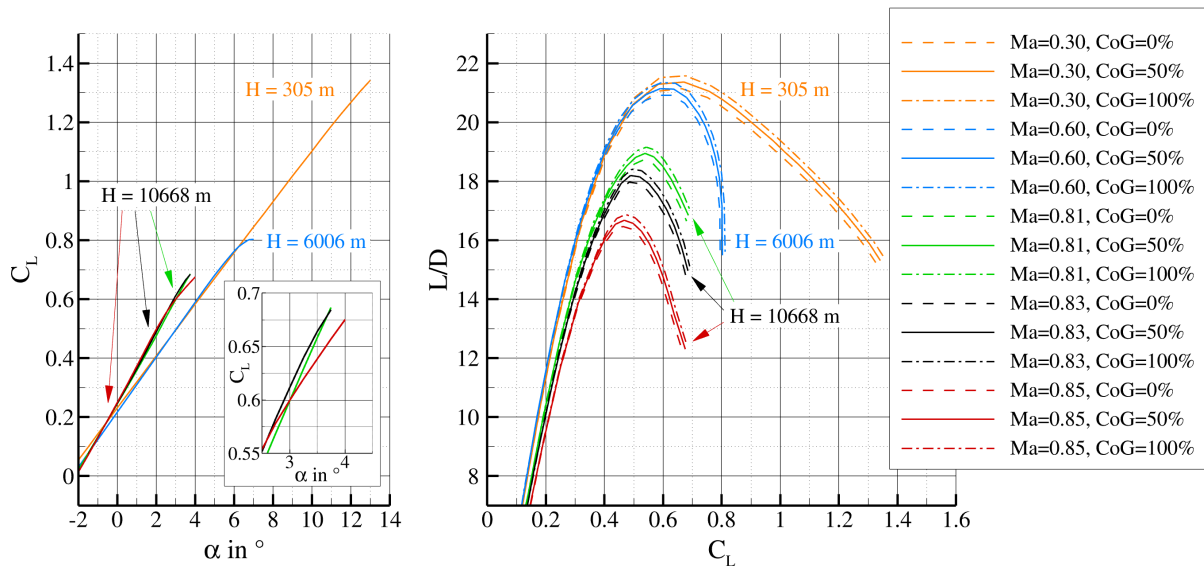 C_L
1.4
1.2
1
0.8
0.6
0.4
0.2
0
-2
0
2
4
6
8
10
12
14
α in °
H = 305 m
H = 10668 m
H = 6006 m
C_L
0.7
0.65
0.6
0.55
3
4
α in °
L/D
22
20
18
16
14
12
10
8
0
0.2
0.4
0.6
0.8
1
1.2
1.4
1.6
C_L
H = 305 m
H = 6006 m
H = 10668 m
Ma=0.30, CoG=0%
Ma=0.30, CoG=50%
Ma=0.30, CoG=100%
Ma=0.60, CoG=0%
Ma=0.60, CoG=50%
Ma=0.60, CoG=100%
Ma=0.81, CoG=0%
Ma=0.81, CoG=50%
Ma=0.81, CoG=100%
Ma=0.83, CoG=0%
Ma=0.83, CoG=50%
Ma=0.83, CoG=100%
Ma=0.85, CoG=0%
Ma=0.85, CoG=50%
Ma=0.85, CoG=100%